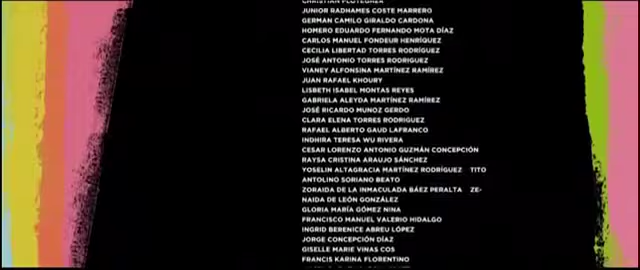 CHRISTIAN PLOTEGHER
JUNIOR RADHAMES COSTE MARRERO
GERMAN CAMILO GIRALDO CARDONA
HOMERO EDUARDO FERNANDO MOTA DÍAZ
CARLOS MANUEL FONDEUR HENRÍQUEZ
CECILIA LIBERTAD TORRES RODRÍGUEZ
JOSÉ ANTONIO TORRES RODRIGUEZ
VIANEY ALFONSINA MARTÍNEZ RAMÍREZ
JUAN RAFAEL KHOURY
LISBETH ISABEL MONTAS REYES
GABRIELA ALEYDA MARTÍNEZ RAMÍREZ
JOSÉ RICARDO MUÑOZ GERDO
CLARA ELENA TORRES RODRIGUEZ
RAFAEL ALBERTO GAUD LAFRANCO
INDHIRA TERESA WU RIVERA
CESAR LORENZO ANTONIO GUZMÁN CONCEPCIÓN
RAYSA CRISTINA ARAUJO SÁNCHEZ
YOSELIN ALTAGRACIA MARTÍNEZ RODRÍGUEZ TITO
ANTOLINO SORIANO BEATO
ZORAIDA DE LA INMACULADA BÁEZ PERALTA ZE-
NAIDA DE LEÓN GONZÁLEZ
GLORIA MARÍA GÓMEZ NINA
FRANCISCO MANUEL VALERIO HIDALGO
INGRID BERENICE ABREU LÓPEZ
JORGE CONCEPCIÓN DÍAZ
GISELLE MARIE VINAS COS
FRANCIS KARINA FLORENTINO